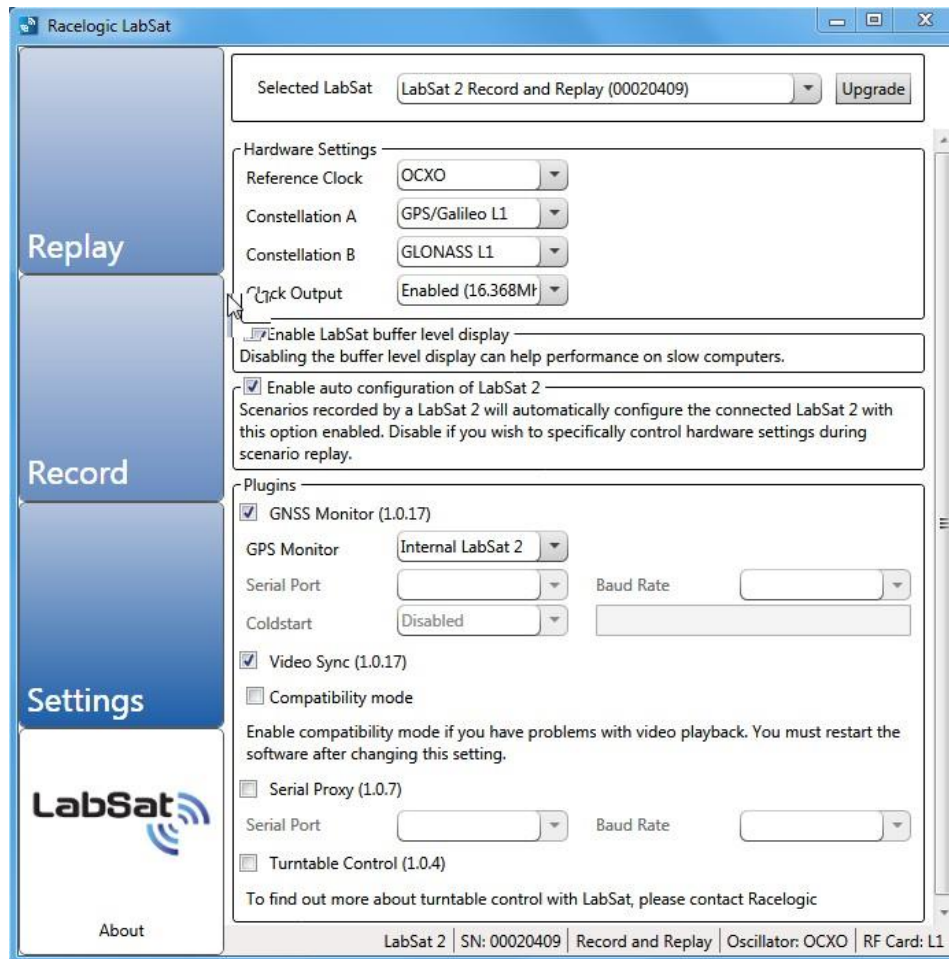 Racelogic LabSat
Selected LabSat LabSat 2 Record and Replay (00020409) Upgrade
Hardware Settings
Reference Clock OCXO
Constellation A GPS/Galileo L1
Constellation B GLONASS L1
Clock Output Enabled (16.368MH
Enable LabSat buffer level display
Disabling the buffer level display can help performance on slow computers.
Enable auto configuration of LabSat 2
Scenarios recorded by a LabSat 2 will automatically configure the connected LabSat 2 with
this option enabled. Disable if you wish to specifically control hardware settings during
scenario replay.
Plugins
GNSS Monitor (1.0.17)
GPS Monitor Internal LabSat 2
Serial Port Baud Rate
Coldstart Disabled
Video Sync (1.0.17)
Compatibility mode
Enable compatibility mode if you have problems with video playback. You must restart the
software after changing this setting.
Serial Proxy (1.0.7)
Serial Port Baud Rate
Turntable Control (1.0.4)
To find out more about turntable control with LabSat, please contact Racelogic
Replay
Record
Settings
LabSat
About
LabSat 2 SN: 00020409 Record and Replay Oscillator: OCXO RF Card: L1